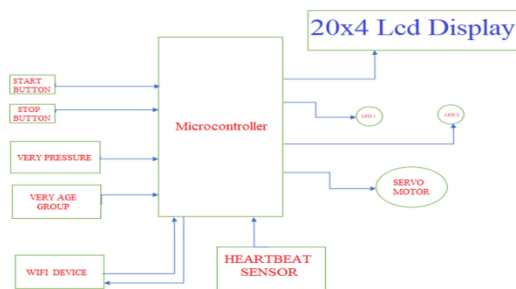 20x4 Lcd Display
START
BUTTON
STOP
BUTTON
Microcontroller
LED 1
LED 2
VERY PRESSURE
VERY AGE
GROUP
SERVO
MOTOR
WIFI DEVICE
HEARTBEAT
SENSOR